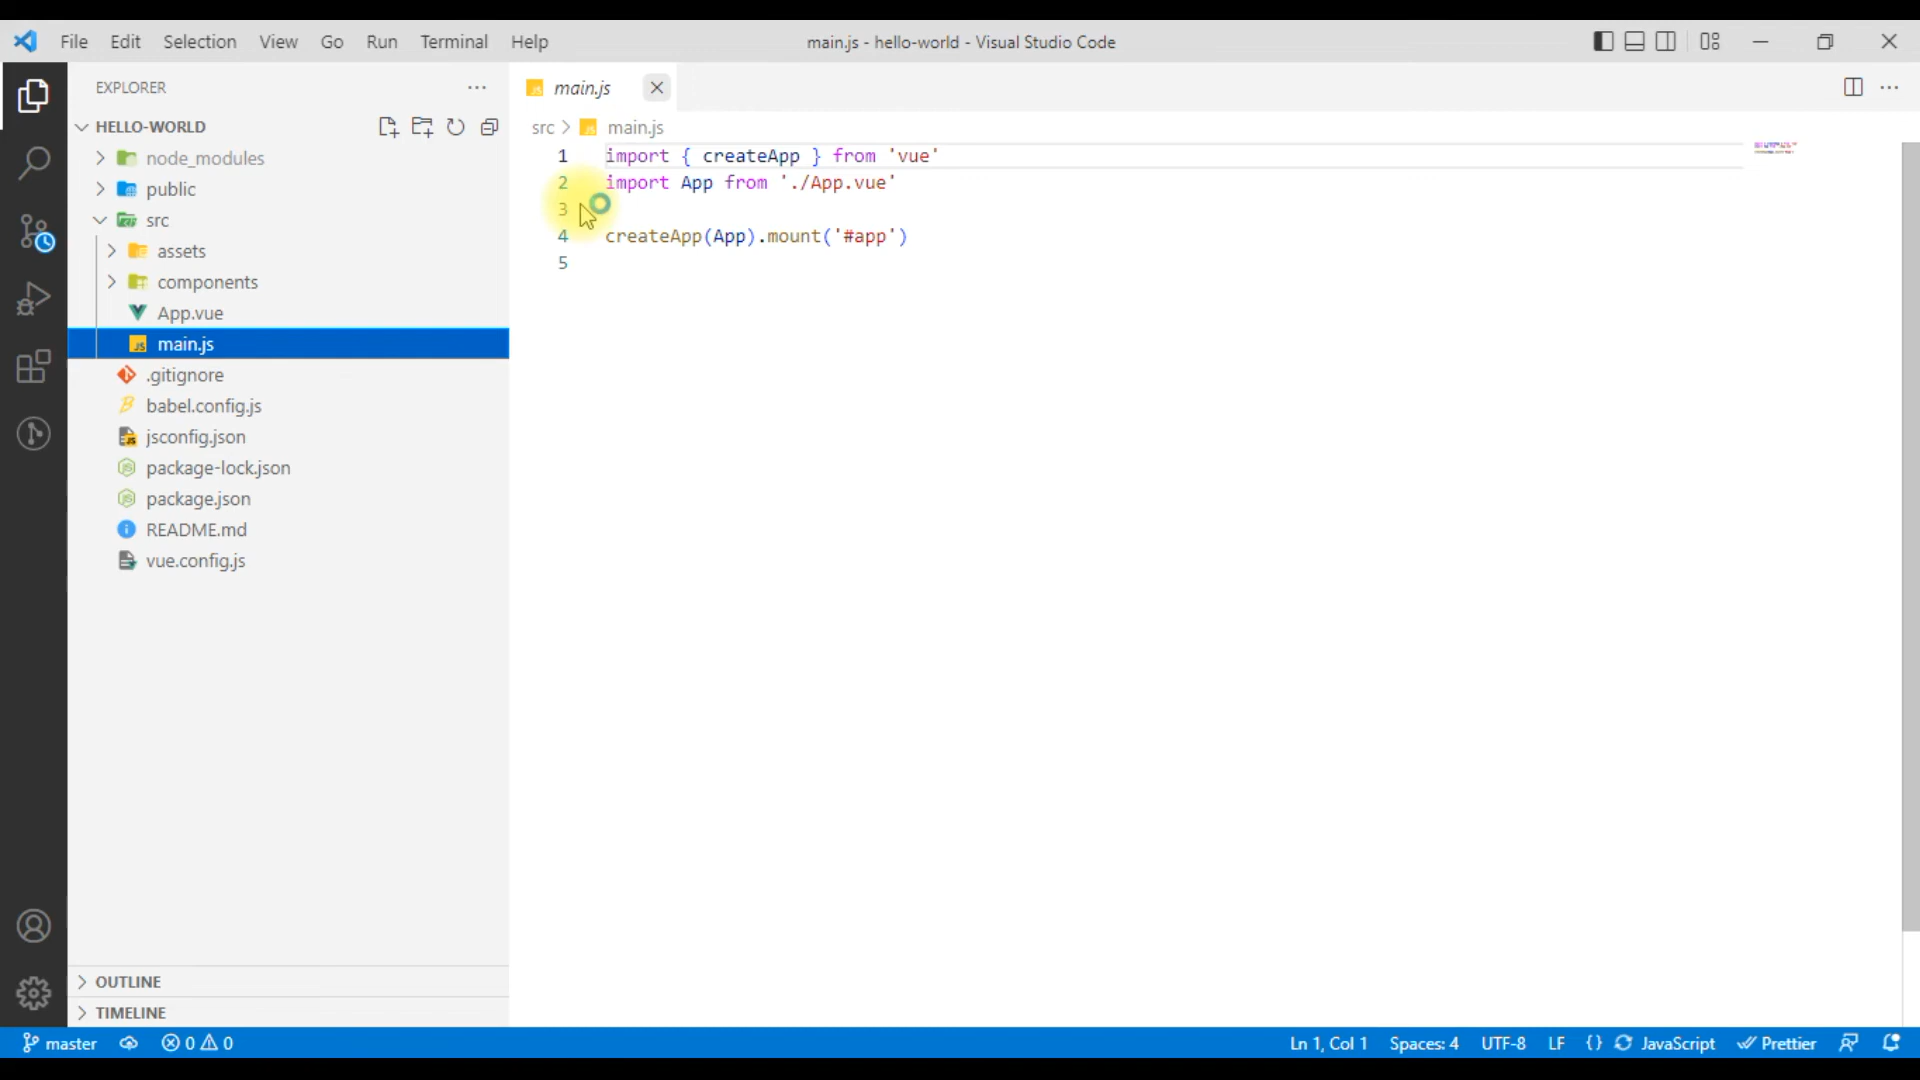 File Edit Selection View Go Run Terminal Help
main.js - hello-world - Visual Studio Code
EXPLORER
HELLO-WORLD
node_modules
public
src
assets
components
App.vue
main.js
.gitignore
babel.config.js
jsconfig.json
package-lock.json
package.json
README.md
vue.config.js
OUTLINE
TIMELINE
main.js
src > main.js
1 import { createApp } from 'vue'
2 import App from './App.vue'
3
4 createApp(App).mount('#app')
5
master 0 0 Ln 1, Col 1 Spaces: 4 UTF-8 LF {} JavaScript Prettier